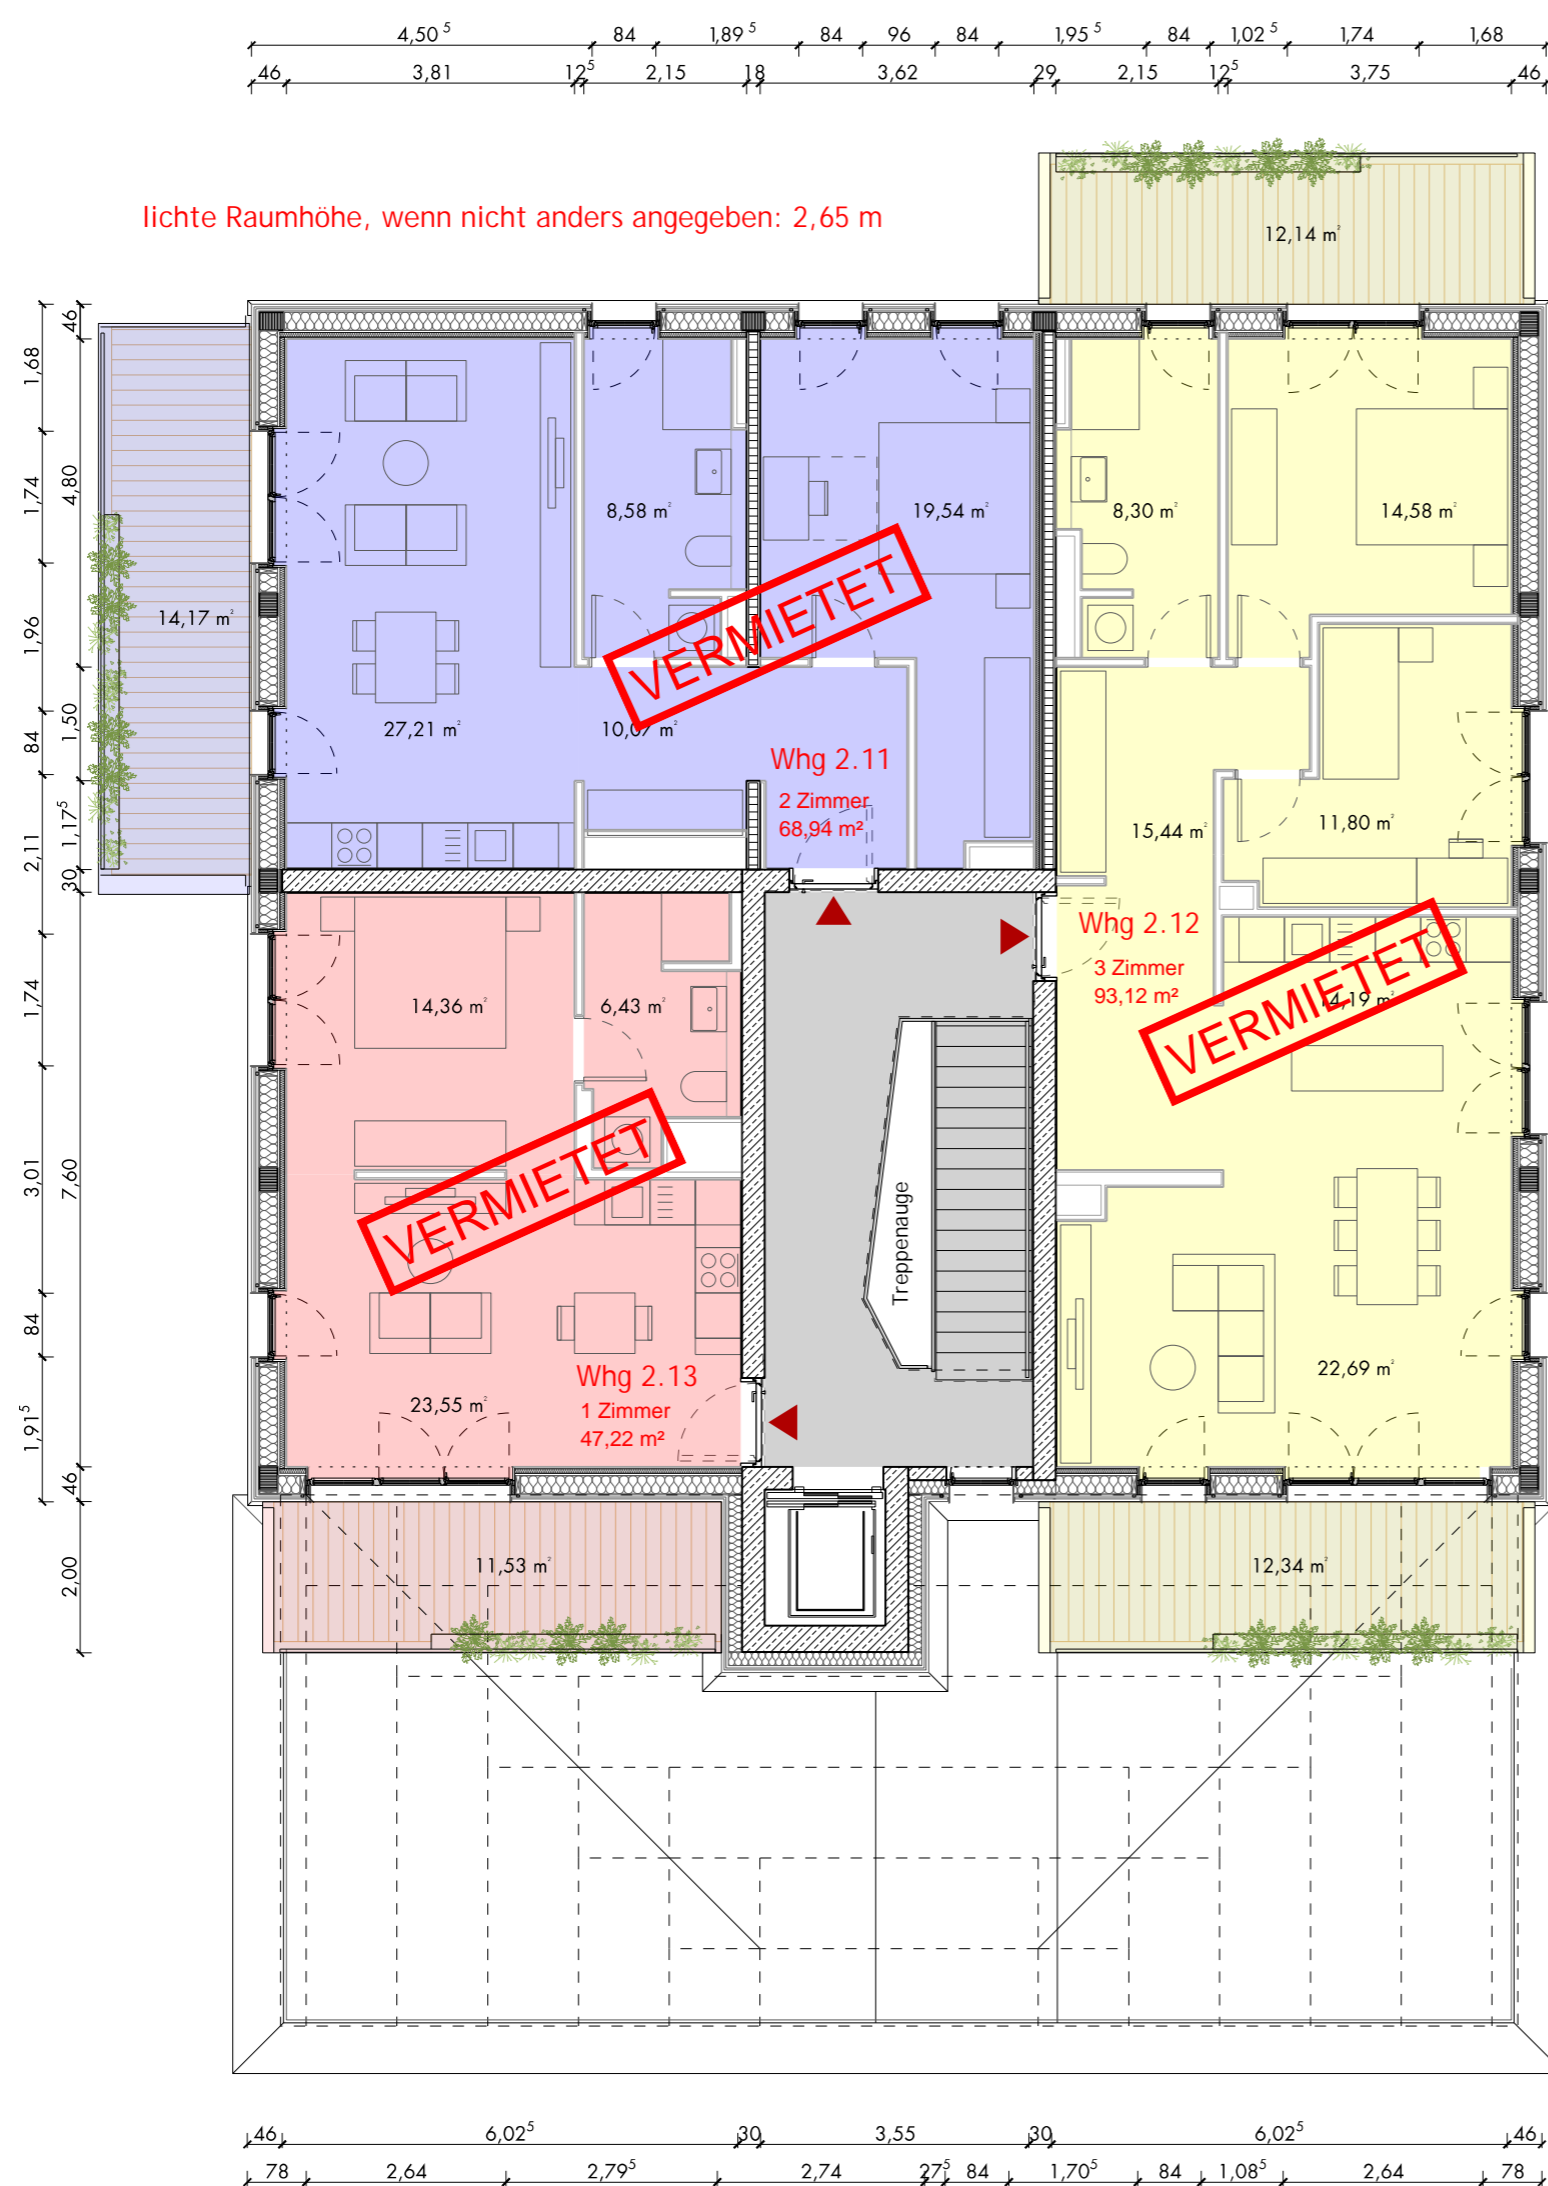 4,50⁵ 84 1,89⁵ 84 96 84 1,95⁵ 84 1,02⁵ 1,74 1,68
46 3,81 12⁵ 2,15 18 3,62 29 2,15 12⁵ 3,75 46
lichte Raumhöhe, wenn nicht anders angegeben: 2,65 m
12,14 m²
46
1,68
4,80
1,74
8,58 m²
19,54 m²
8,30 m²
14,58 m²
VERMIETET
14,17 m²
1,96
27,21 m²
1,50
84
Whg 2.11
2 Zimmer
68,94 m²
15,44 m²
11,80 m²
1,17⁵
2,11
30
Whg 2.12
3 Zimmer
93,12 m²
14,19 m²
VERMIETET
14,36 m²
6,43 m²
1,74
VERMIETET
3,01
7,60
Treppenauge
84
Whg 2.13
1 Zimmer
47,22 m²
23,55 m²
22,69 m²
1,91⁵
46
11,53 m²
12,34 m²
2,00
46 6,02⁵ 30 3,55 30 6,02⁵ 46
78 2,64 2,79⁵ 2,74 27⁵ 84 1,70⁵ 84 1,08⁵ 2,64 78